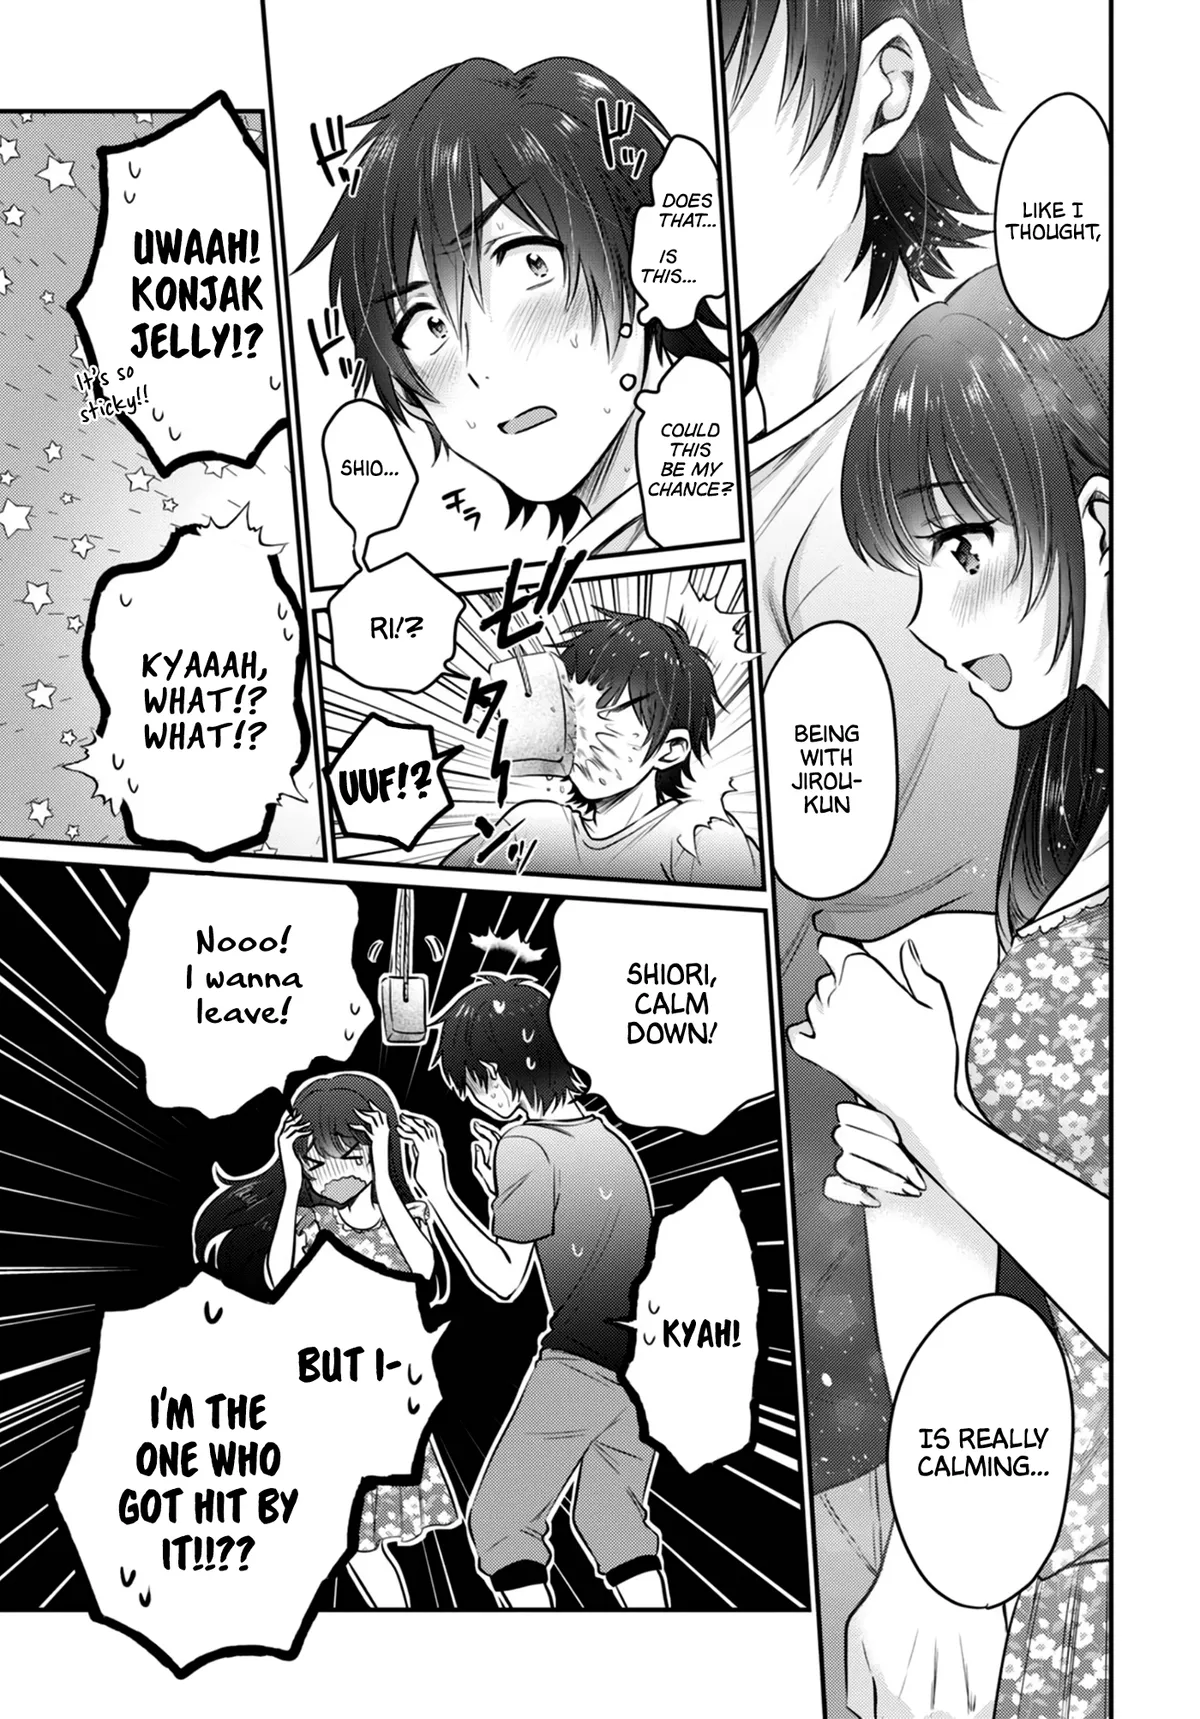 LIKE I
THOUGHT,
BEING
WITH
JIROU-
KUN
IS REALLY
CALMING...
DOES
THAT...
IS
THIS...
COULD
THIS
BE MY
CHANCE?
ドッ
ドッ
ドッ
SHIO...
チラ
RI!?
UUF!?
UWAAH!
KONJAK
JELLY!?
It's so
sticky!!
KYAAAH,
WHAT!?
WHAT!?
SHIORI,
CALM
DOWN!
Nooo!
I wanna
leave!
KYAH!
BUT I-
I'M THE
ONE WHO
GOT HIT BY
IT!!??